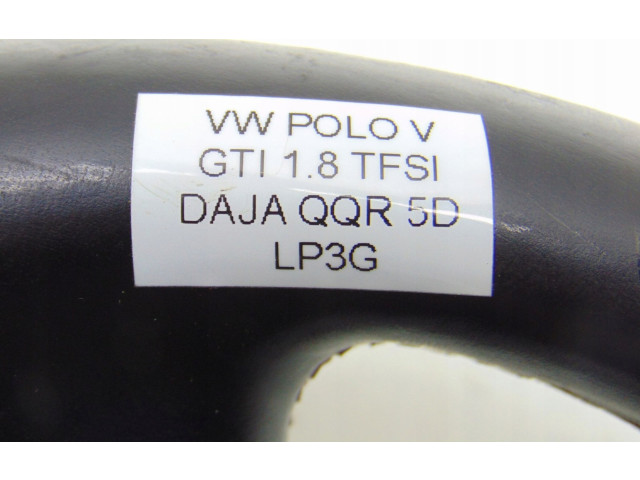 VW POLO V
GTI 1.8 TFSI
DAJA QQR 5D
LP3G